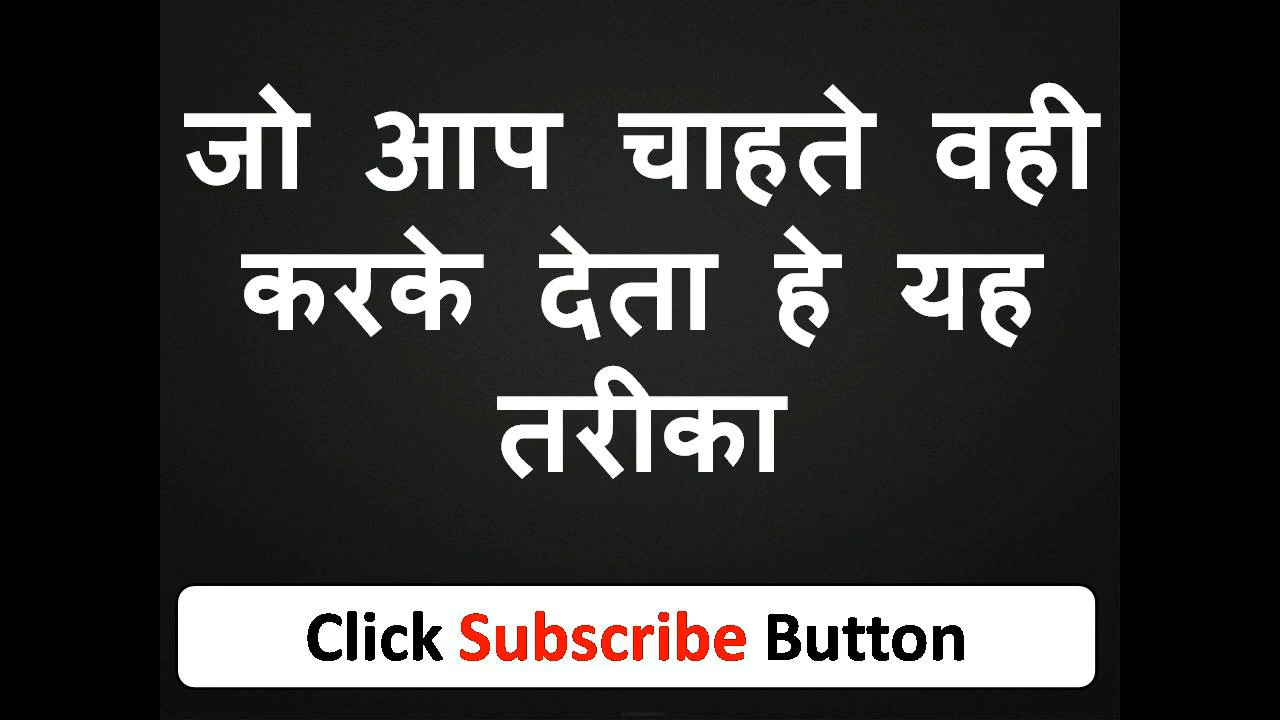 जो आप चाहते वही
करके देता हे यह
तरीका
Click Subscribe Button